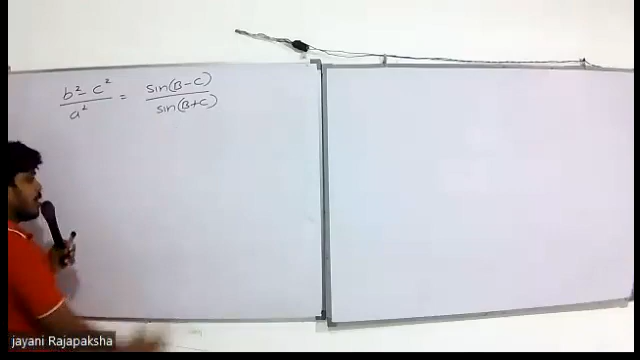 b² - c² / a² = sin(B-C) / sin(B+C)
jayani Rajapaksha